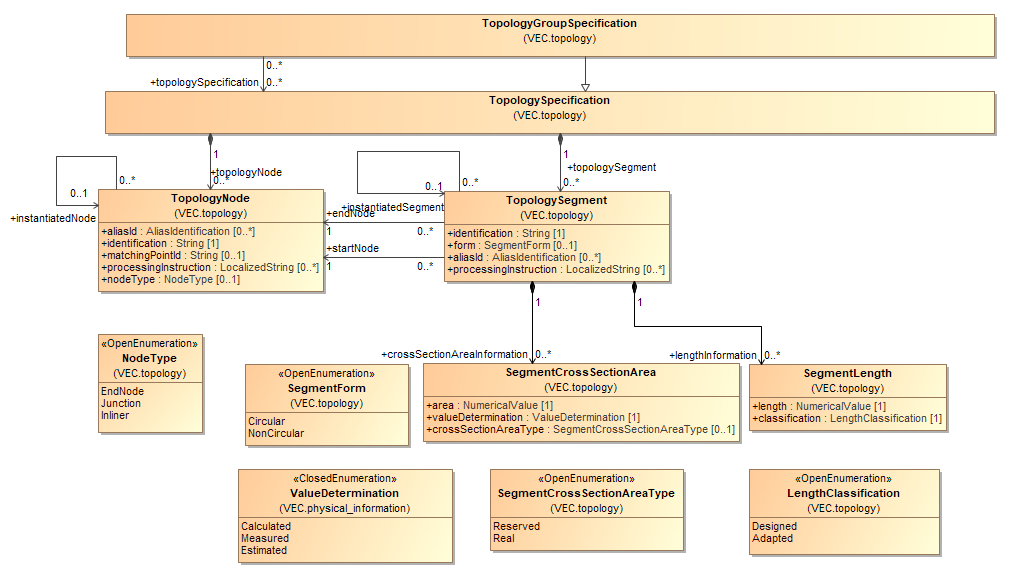 TopologyGroupSpecification
(VEC.topology)
0..*
+topologySpecification 0..*
TopologySpecification
(VEC.topology)
1
+topologyNode
0..*
1
+topologySegment
0..*
0..1
0..*
+instantiatedNode
0..1
0..*
+instantiatedSegment
TopologyNode
(VEC.topology)
+aliasId : AliasIdentification [0..*]
+identification : String [1]
+matchingPointId : String [0..1]
+processingInstruction : LocalizedString [0..*]
+nodeType : NodeType [0..1]
+endNode
1
0..*
+startNode
1
0..*
TopologySegment
(VEC.topology)
+identification : String [1]
+form : SegmentForm [0..1]
+aliasId : AliasIdentification [0..*]
+processingInstruction : LocalizedString [0..*]
1
1
+crossSectionAreaInformation 0..*
+lengthInformation 0..*
«OpenEnumeration»
NodeType
(VEC.topology)
EndNode
Junction
Inliner
«OpenEnumeration»
SegmentForm
(VEC.topology)
Circular
NonCircular
SegmentCrossSectionArea
(VEC.topology)
+area : NumericalValue [1]
+valueDetermination : ValueDetermination [1]
+crossSectionAreaType : SegmentCrossSectionAreaType [0..1]
SegmentLength
(VEC.topology)
+length : NumericalValue [1]
+classification : LengthClassification [1]
«ClosedEnumeration»
ValueDetermination
(VEC.physical_information)
Calculated
Measured
Estimated
«OpenEnumeration»
SegmentCrossSectionAreaType
(VEC.topology)
Reserved
Real
«OpenEnumeration»
LengthClassification
(VEC.topology)
Designed
Adapted